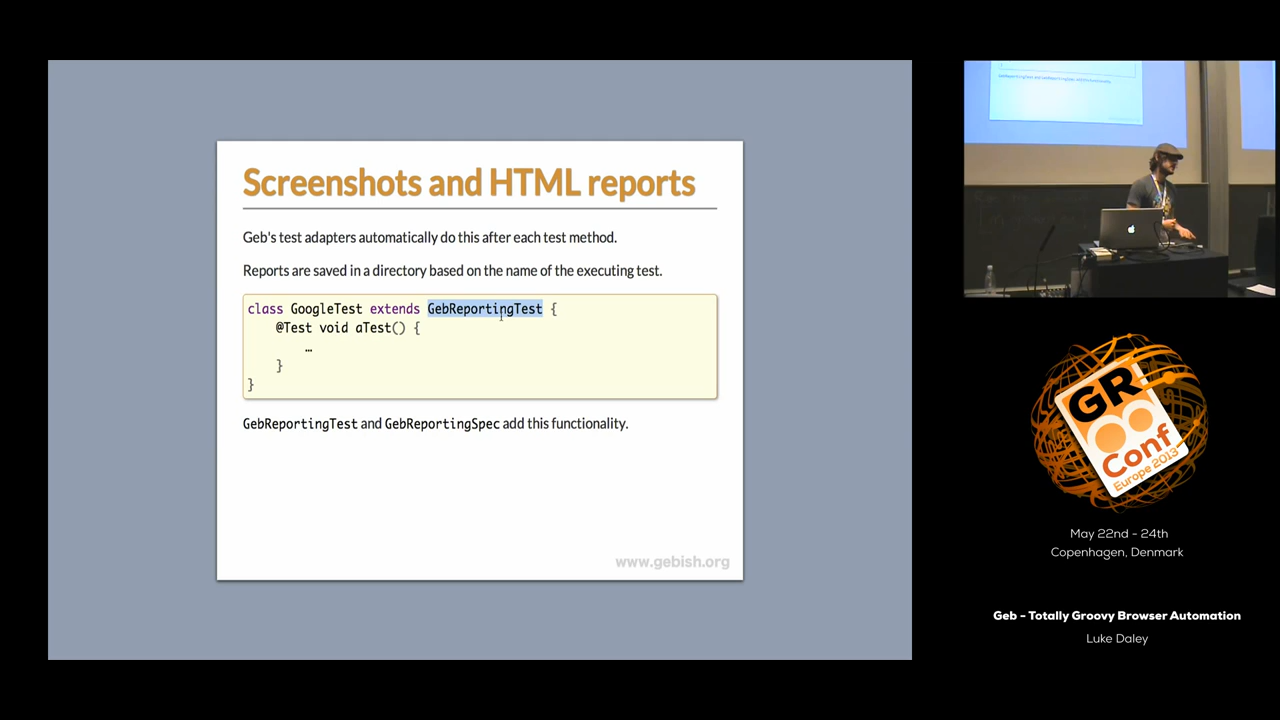 Screenshots and HTML reports
Geb's test adapters automatically do this after each test method.
Reports are saved in a directory based on the name of the executing test.
class GoogleTest extends GebReportingTest {
@Test void aTest() {
…
}
}
GebReportingTest and GebReportingSpec add this functionality.
www.gebish.org
GR
Conf
Europe 2013
May 22nd - 24th
Copenhagen, Denmark
Geb - Totally Groovy Browser Automation
Luke Daley